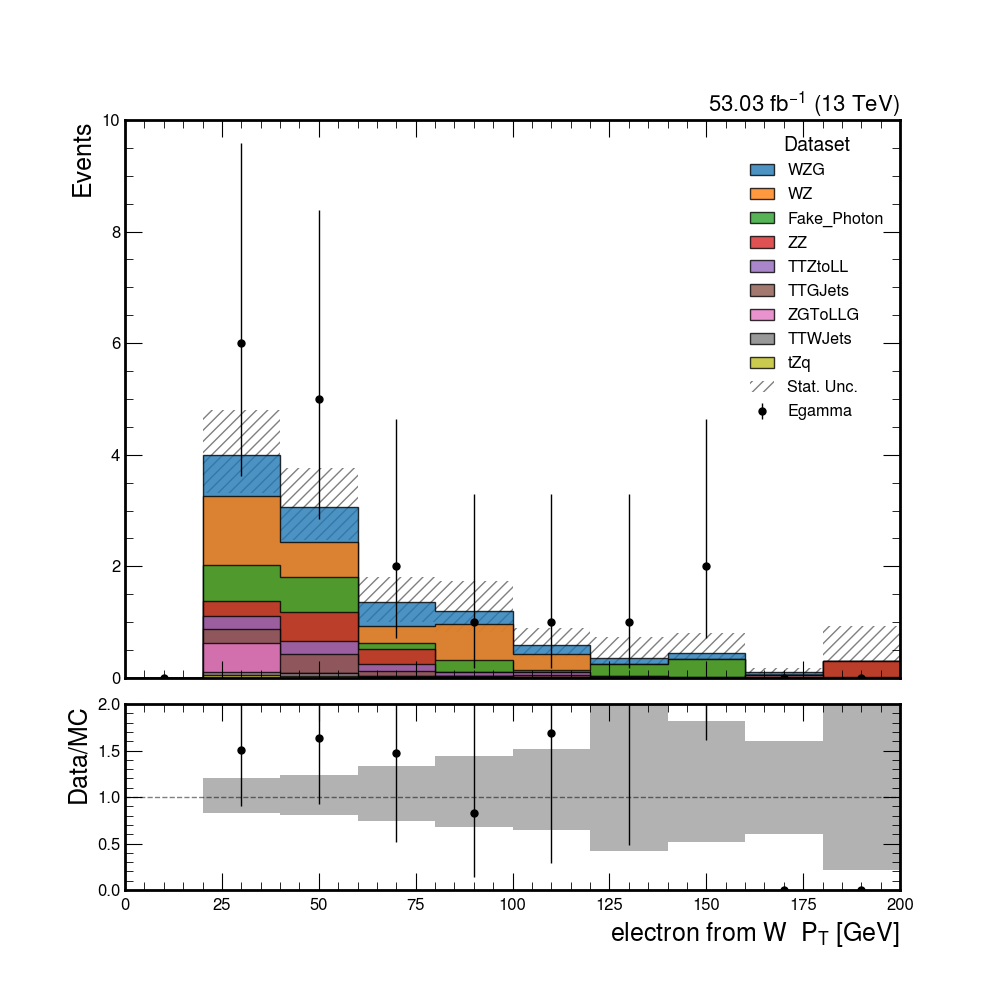 53.03 fb⁻¹ (13 TeV)
Events
10
8
6
4
2
0
Dataset
WZG
WZ
Fake_Photon
ZZ
TTZtoLL
TTGJets
ZGToLLG
TTWJets
tZq
Stat. Unc.
Egamma
Data/MC
2.0
1.5
1.0
0.5
0.0
0 25 50 75 100 125 150 175 200
electron from W P_T [GeV]